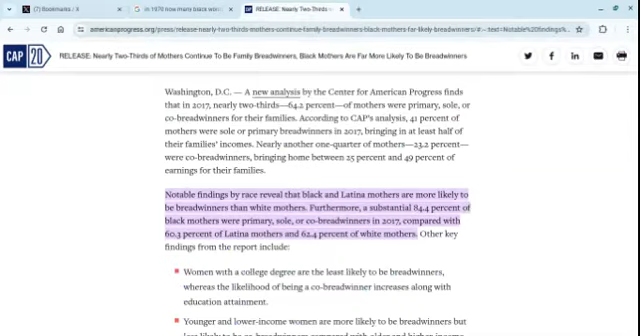 (7) Bookmarks / X
in 1970 how many black wom
RELEASE: Nearly Two-Thirds
americanprogress.org/press/release-nearly-two-thirds-mothers-continue-family-breadwinners-black-mothers-far-likely-breadwinners/#:~:text=Notable%20findings%
CAP 20
RELEASE: Nearly Two-Thirds of Mothers Continue To Be Family Breadwinners, Black Mothers Are Far More Likely To Be Breadwinners
Washington, D.C. — A new analysis by the Center for American Progress finds
that in 2017, nearly two-thirds—64.2 percent—of mothers were primary, sole, or
co-breadwinners for their families. According to CAP's analysis, 41 percent of
mothers were sole or primary breadwinners in 2017, bringing in at least half of
their families' incomes. Nearly another one-quarter of mothers—23.2 percent—
were co-breadwinners, bringing home between 25 percent and 49 percent of
earnings for their families.
Notable findings by race reveal that black and Latina mothers are more likely to
be breadwinners than white mothers. Furthermore, a substantial 84.4 percent of
black mothers were primary, sole, or co-breadwinners in 2017, compared with
60.3 percent of Latina mothers and 62.4 percent of white mothers. Other key
findings from the report include:
Women with a college degree are the least likely to be breadwinners,
whereas the likelihood of being a co-breadwinner increases along with
education attainment.
Younger and lower-income women are more likely to be breadwinners but